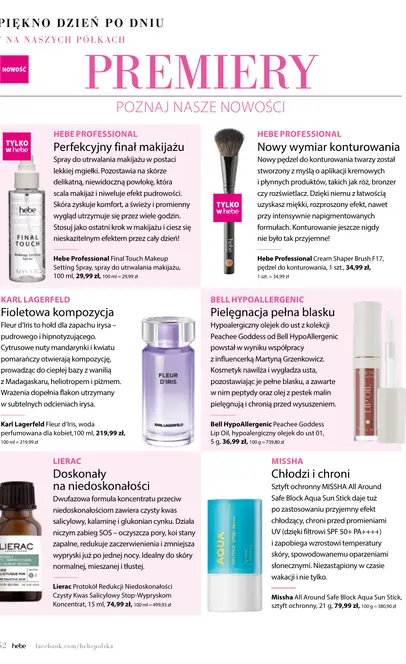 PIĘKNO DZIEŃ PO DNIU
NA NASZYCH PÓŁKACH
NOWOŚĆ
PREMIERY
POZNAJ NASZE NOWOŚCI
TYLKO
w hebe
hebe
FINAL
TOUCH
HEBE PROFESSIONAL
Perfekcyjny finał makijażu
Spray do utrwalania makijażu w postaci
lekkiej mgiełki. Pozostawia na skórze
delikatną, niewidoczną powłokę, która
scala makijaż i niweluje efekt pudrowości.
Skóra zyskuje komfort, a świeży i promienny
wygląd utrzymuje się przez wiele godzin.
Stosuj jako ostatni krok w makijażu i ciesz się
nieskazitelnym efektem przez cały dzień!
Hebe Professional Final Touch Makeup
Setting Spray, spray do utrwalania makijażu,
100 ml, 29,99 zł, 100 ml = 29,99 zł
TYLKO
w hebe
hebe
HEBE PROFESSIONAL
Nowy wymiar konturowania
Nowy pędzel do konturowania twarzy został
stworzony z myślą o aplikacji kremowych
i płynnych produktów, takich jak róż, bronzer
czy rozświetlacz. Dzięki niemu z łatwością
uzyskasz miękki, rozproszony efekt, nawet
przy intensywnie napigmentowanych
formułach. Konturowanie jeszcze nigdy
nie było tak przyjemne!
Hebe Professional Cream Shaper Brush F17,
pędzel do konturowania, 1 szt., 34,99 zł,
1 szt. = 34,99 zł
KARL LAGERFELD
Fioletowa kompozycja
Fleur d'Iris to hołd dla zapachu irysa –
pudrowego i hipnotyzującego.
Cytrusowe nuty mandarynki i kwiatu
pomarańczy otwierają kompozycję,
prowadząc do ciepłej bazy z wanilii
z Madagaskaru, heliotropem i piżmem.
Wrażenia dopełnia flakon utrzymany
w subtelnych odcieniach irysa.
Karl Lagerfeld Fleur d'Iris, woda
perfumowana dla kobiet, 100 ml, 219,99 zł,
100 ml = 219,99 zł
FLEUR
D'IRIS
KARL LAGERFELD
BELL HYPOALLERGENIC
Pielęgnacja pełna blasku
Hypoalergiczny olejek do ust z kolekcji
Peachee Goddess od Bell HypoAllergenic
powstał w wyniku współpracy
z influencerką Martyną Grzenkowicz.
Kosmetyk nawilża i wygładza usta,
pozostawiając je pełne blasku, a zawarte
w nim peptydy oraz olej z pestek malin
pielęgnują i chronią przed wysuszeniem.
Bell HypoAllergenic Peachee Goddess
Lip Oil, hypoalergiczny olejek do ust 01,
5 g, 36,99 zł, 100 g = 739,80 zł
LIERAC
LIERAC
Doskonały
na niedoskonałości
Dwufazowa formuła koncentratu przeciw
niedoskonałościom zawiera czysty kwas
salicylowy, kalaminę i glukonian cynku. Działa
niczym zabieg SOS – oczyszcza pory, koi stany
zapalne, redukuje zaczerwienienia i zmniejsza
wypryski już po jednej nocy. Idealny do skóry
normalnej, mieszanej i tłustej.
Lierac Protokół Redukcji Niedoskonałości
Czysty Kwas Salicylowy Stop-Wypryskom
Koncentrat, 15 ml, 74,99 zł, 100 ml = 499,93 zł
AQUA
MISSHA
Chłodzi i chroni
Sztyft ochronny MISSHA All Around
Safe Block Aqua Sun Stick daje tuż
po zastosowaniu przyjemny efekt
chłodzący, chroni przed promieniami
UV (dzięki filtrowi SPF 50+ PA++++)
i zapobiega wzrostowi temperatury
skóry, spowodowanemu oparzeniami
słonecznymi. Niezastąpiony w czasie
wakacji i nie tylko.
Missha All Around Safe Block Aqua Sun Stick,
sztyft ochronny, 21 g, 79,99 zł, 100 g = 380,90 zł
hebe
facebook.com/hebepolska